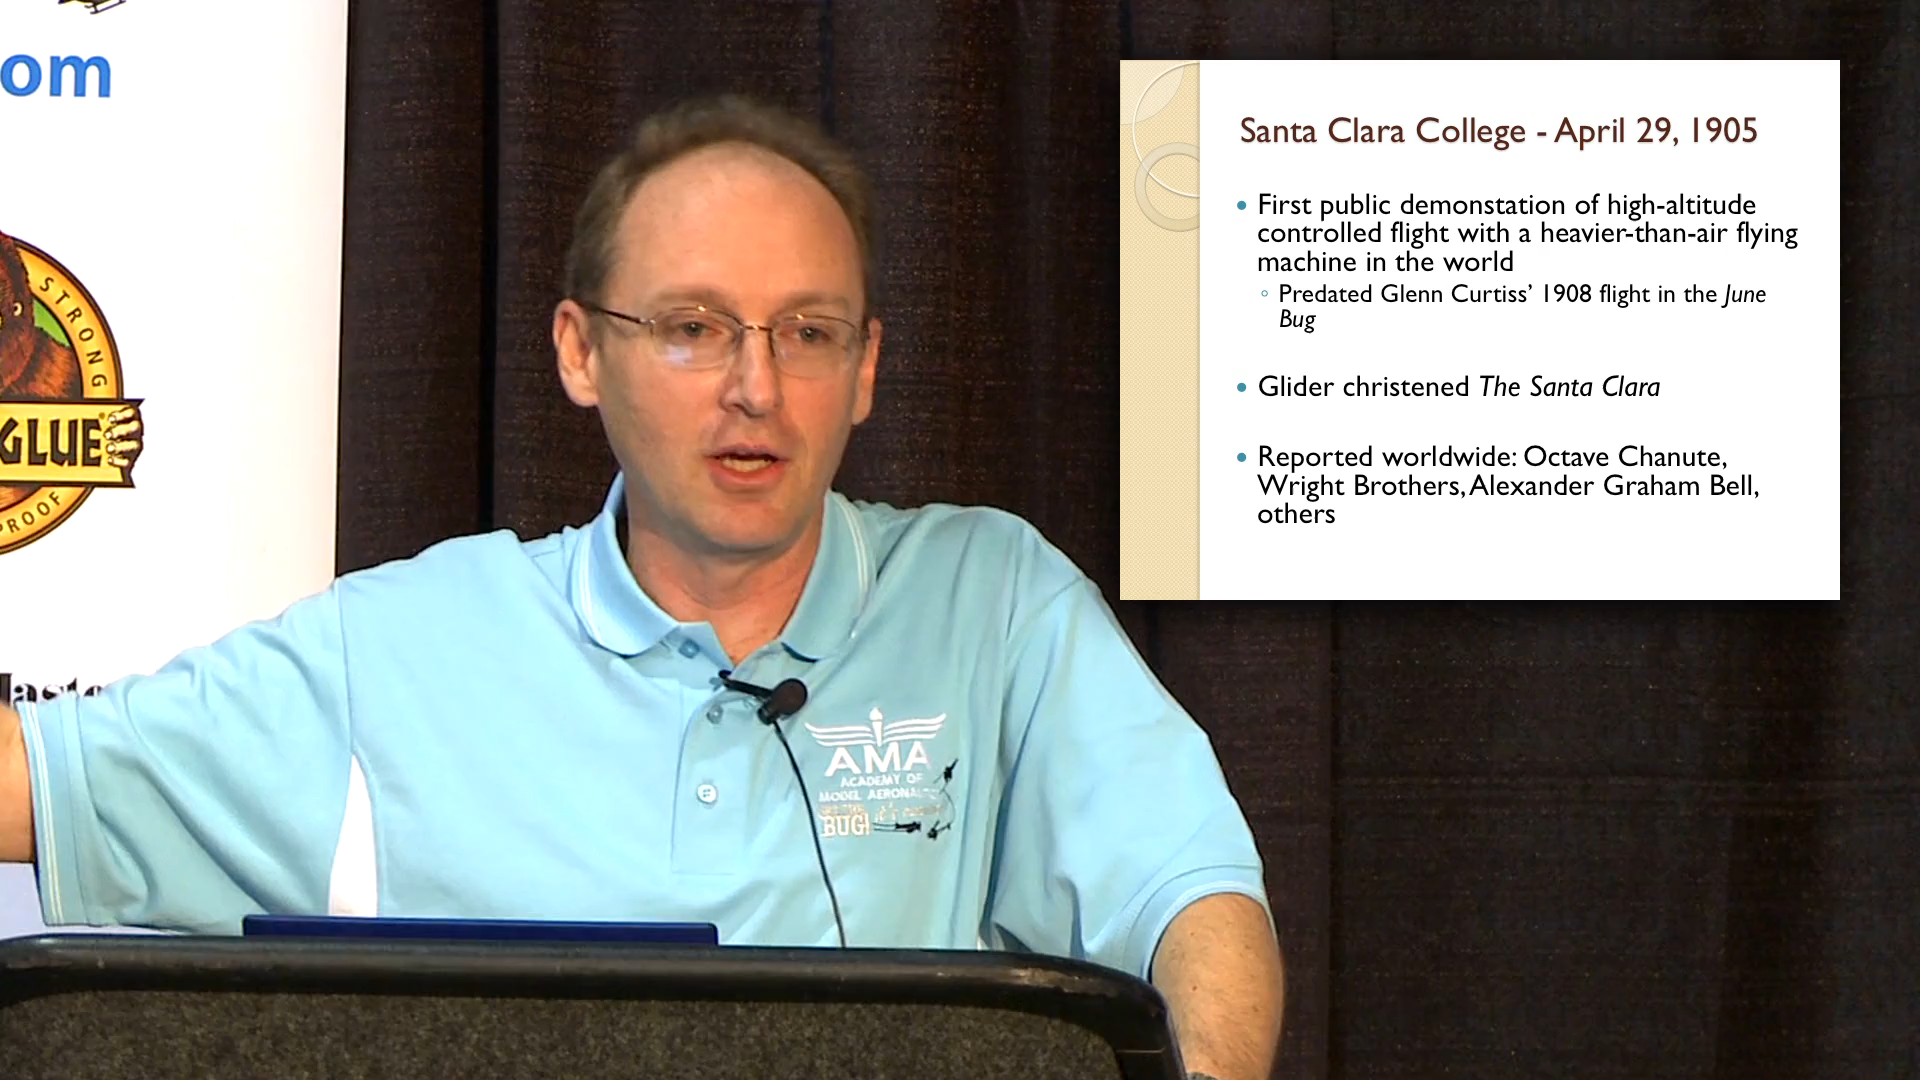 om
STRONG
GLUE
PROOF
Santa Clara College - April 29, 1905
• First public demonstation of high-altitude
controlled flight with a heavier-than-air flying
machine in the world
◦ Predated Glenn Curtiss’ 1908 flight in the June
Bug
• Glider christened The Santa Clara
• Reported worldwide: Octave Chanute,
Wright Brothers, Alexander Graham Bell,
others
AMA
ACADEMY OF
MODEL AERONAUTICS
BUG!